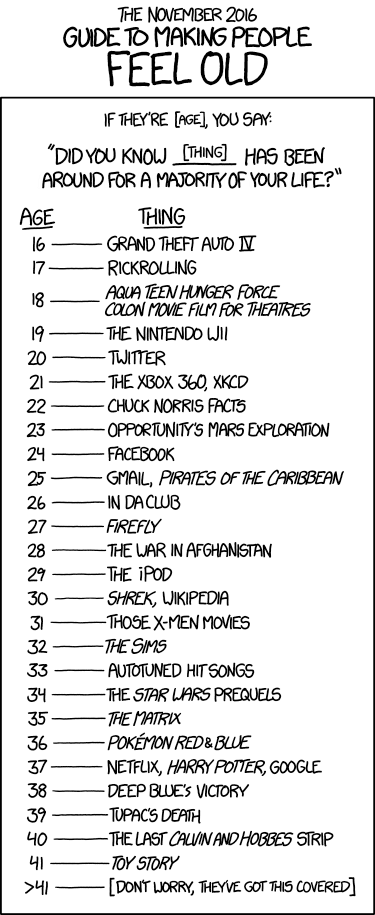 THE NOVEMBER 2016
GUIDE TO MAKING PEOPLE
FEEL OLD
IF THEY'RE [AGE], YOU SAY:
"DID YOU KNOW [THING] HAS BEEN
AROUND FOR A MAJORITY OF YOUR LIFE?"
AGE THING
16 GRAND THEFT AUTO IV
17 RICKROLLING
18 AQUA TEEN HUNGER FORCE
COLON MOVIE FILM FOR THEATRES
19 THE NINTENDO WII
20 TWITTER
21 THE XBOX 360, XKCD
22 CHUCK NORRIS FACTS
23 OPPORTUNITY'S MARS EXPLORATION
24 FACEBOOK
25 GMAIL, PIRATES OF THE CARIBBEAN
26 IN DA CLUB
27 FIREFLY
28 THE WAR IN AFGHANISTAN
29 THE iPOD
30 SHREK, WIKIPEDIA
31 THOSE X-MEN MOVIES
32 THE SIMS
33 AUTOTUNED HIT SONGS
34 THE STAR WARS PREQUELS
35 THE MATRIX
36 POKÉMON RED & BLUE
37 NETFLIX, HARRY POTTER, GOOGLE
38 DEEP BLUE'S VICTORY
39 TUPAC'S DEATH
40 THE LAST CALVIN AND HOBBES STRIP
41 TOY STORY
>41 [DON'T WORRY, THEY'VE GOT THIS COVERED]